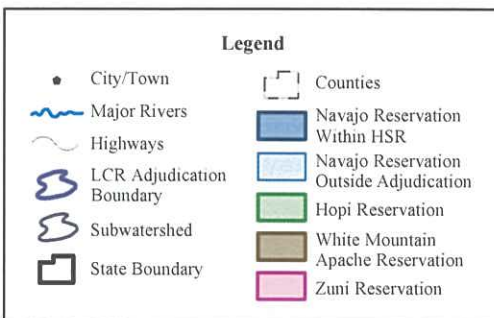 Legend
City/Town
Major Rivers
Highways
LCR Adjudication
Boundary
Subwatershed
State Boundary
Counties
Navajo Reservation
Within HSR
Navajo Reservation
Outside Adjudication
Hopi Reservation
White Mountain
Apache Reservation
Zuni Reservation